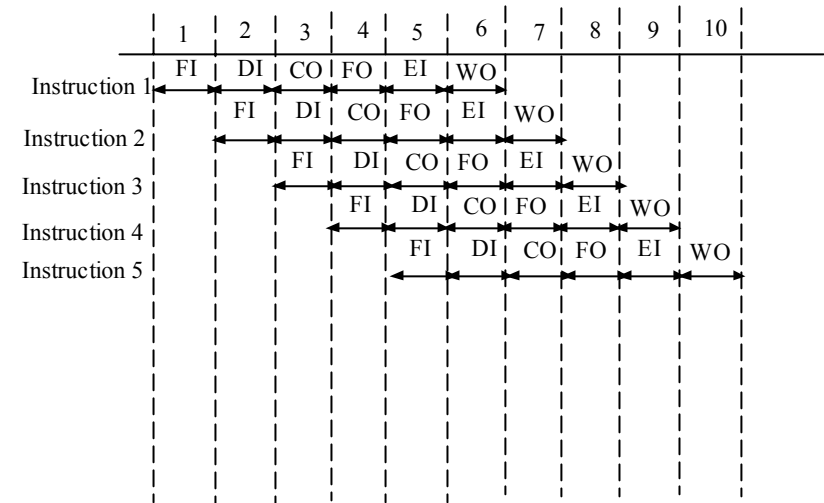 1 2 3 4 5 6 7 8 9 10
FI DI CO FO EI WO
Instruction 1
FI DI CO FO EI WO
Instruction 2
FI DI CO FO EI WO
Instruction 3
FI DI CO FO EI WO
Instruction 4
FI DI CO FO EI WO
Instruction 5